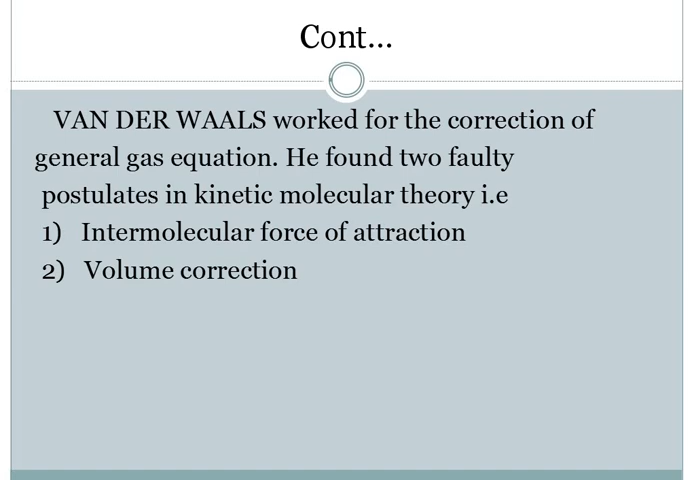 Cont...
VAN DER WAALS worked for the correction of
general gas equation. He found two faulty
postulates in kinetic molecular theory i.e
1) Intermolecular force of attraction
2) Volume correction